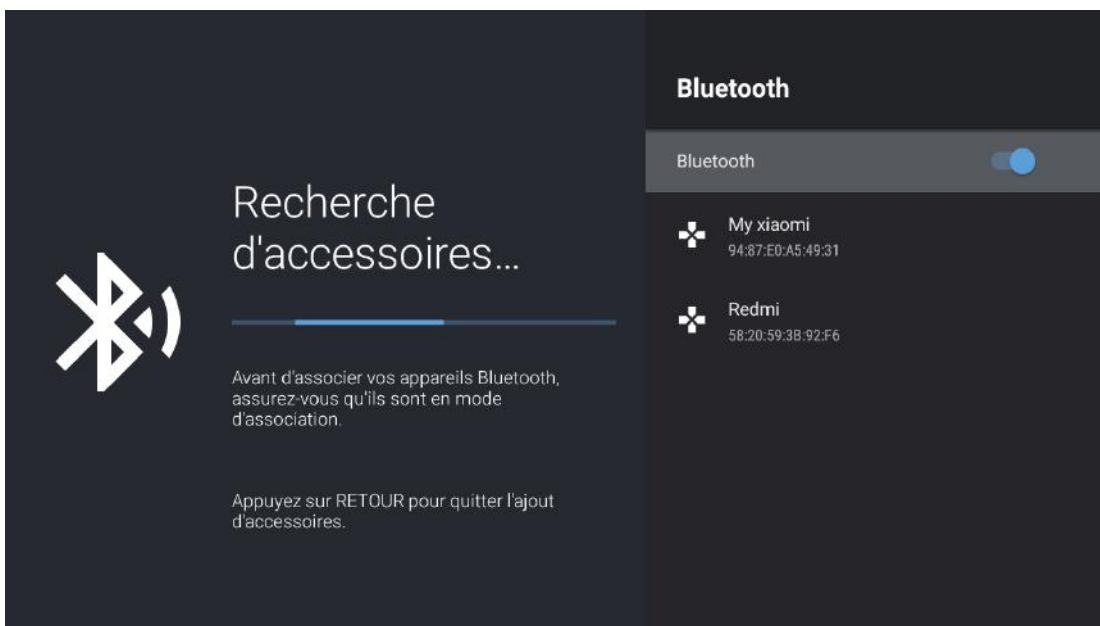 Recherche
d'accessoires...
Avant d'associer vos appareils Bluetooth,
assurez-vous qu'ils sont en mode
d'association.
Appuyez sur RETOUR pour quitter l'ajout
d'accessoires.
Bluetooth
Bluetooth
My xiaomi
94:87:E0:A5:49:31
Redmi
58:20:59:3B:92:F6